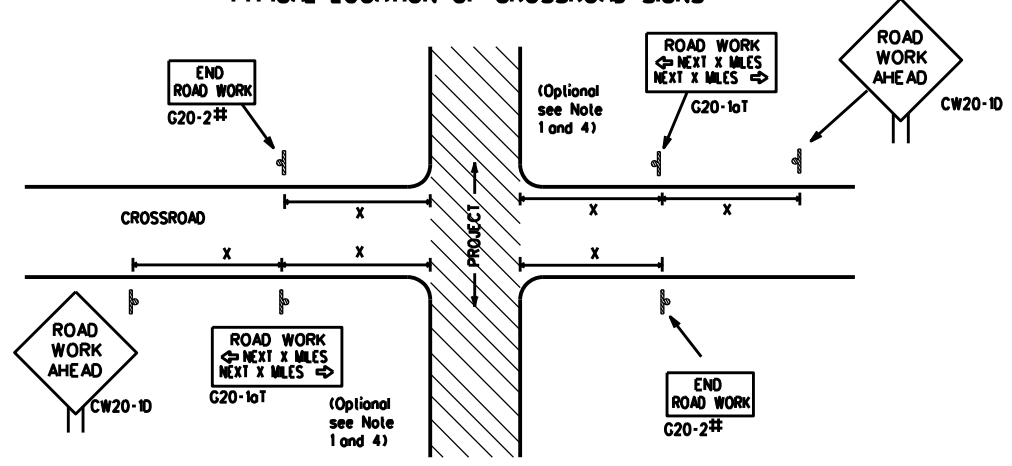 TYPICAL LOCATION OF CROSSROAD SIGNS
ROAD
WORK
AHEAD
CW20-1D
ROAD WORK
⇦ NEXT X MILES
NEXT X MILES ⇨
G20-1aT
(Optional
see Note
1 and 4)
END
ROAD WORK
G20-2#
X
X
X
CROSSROAD
PROJECT
X
X
X
ROAD
WORK
AHEAD
CW20-1D
ROAD WORK
⇦ NEXT X MILES
NEXT X MILES ⇨
G20-1aT
(Optional
see Note
1 and 4)
END
ROAD WORK
G20-2#